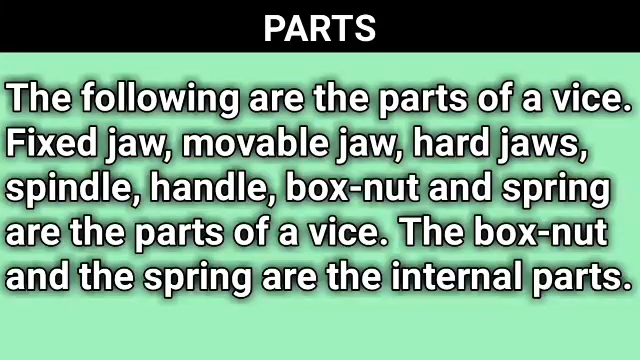 PARTS
The following are the parts of a vice.
Fixed jaw, movable jaw, hard jaws,
spindle, handle, box-nut and spring
are the parts of a vice. The box-nut
and the spring are the internal parts.